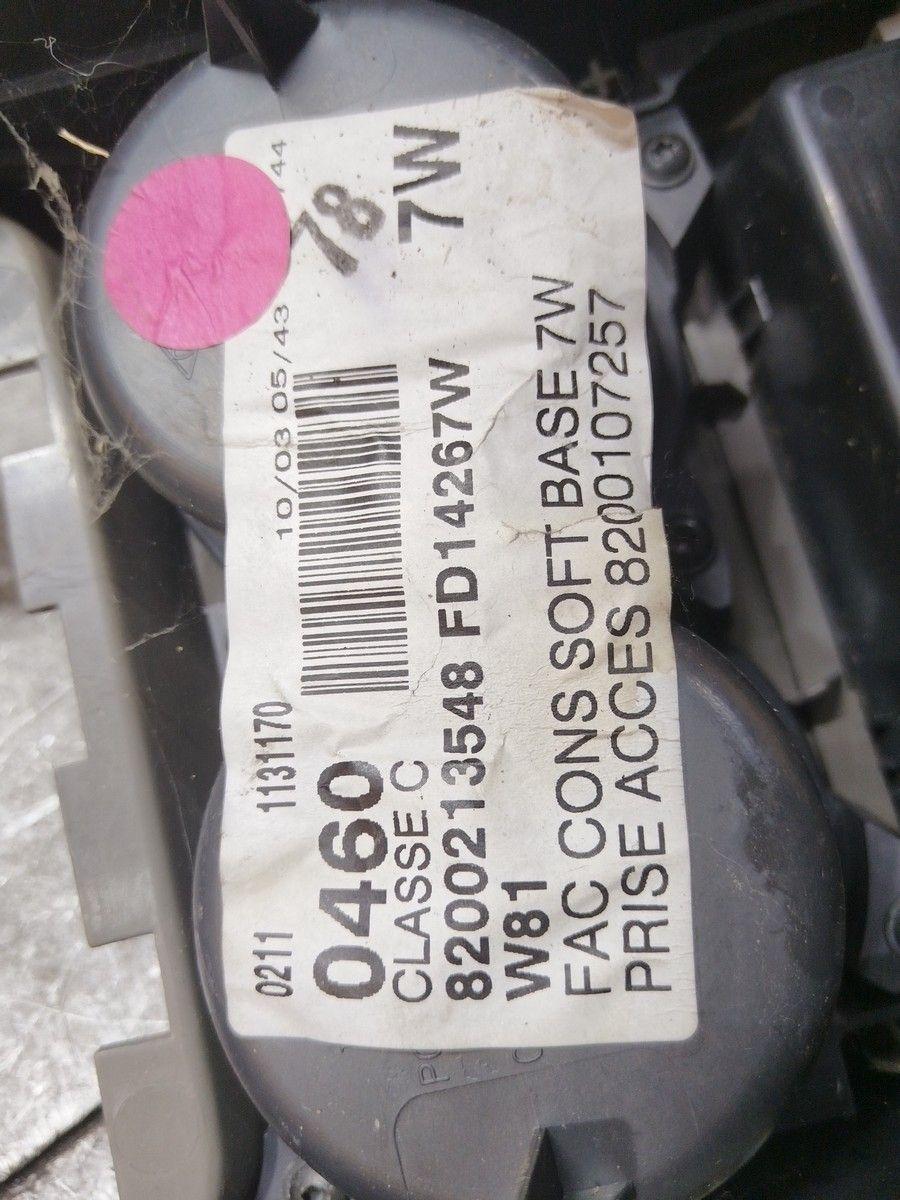 0211 1131170 10/03 05/43 44
78
0460 7W
CLASSE C
8200213548 FD14267W
W81
FAC CONS SOFT BASE 7W
PRISE ACCES 8200107257